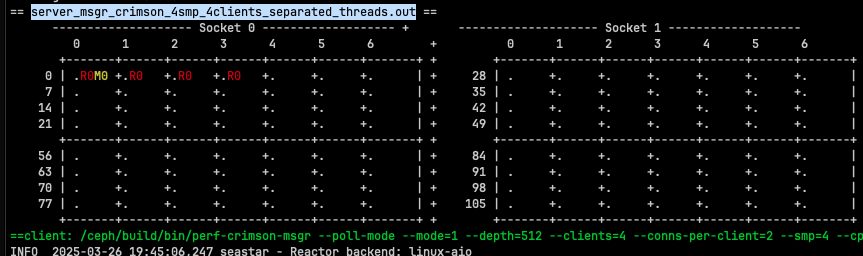 == server_msgr_crimson_4smp_4clients_separated_threads.out ==
------------------- Socket 0 ---------------------- + --------------------- Socket 1 ---------------------
0 1 2 3 4 5 6 + 0 1 2 3 4 5 6
+-------+-------+-------+-------+-------+-------+-------+ + +-------+-------+-------+-------+-------+-------+-------+
0 | .R0M0 +.R0 +.R0 +.R0 +. +. +. | + 28 | . +. +. +. +. +. +. |
7 | . +. +. +. +. +. +. | + 35 | . +. +. +. +. +. +. |
14 | . +. +. +. +. +. +. | + 42 | . +. +. +. +. +. +. |
21 | . +. +. +. +. +. +. | + 49 | . +. +. +. +. +. +. |
+-------+-------+-------+-------+-------+-------+-------+ + +-------+-------+-------+-------+-------+-------+-------+
56 | . +. +. +. +. +. +. | + 84 | . +. +. +. +. +. +. |
63 | . +. +. +. +. +. +. | + 91 | . +. +. +. +. +. +. |
70 | . +. +. +. +. +. +. | + 98 | . +. +. +. +. +. +. |
77 | . +. +. +. +. +. +. | + 105 | . +. +. +. +. +. +. |
+-------+-------+-------+-------+-------+-------+-------+ +-------+-------+-------+-------+-------+-------+-------+
==client: /ceph/build/bin/perf-crimson-msgr --poll-mode --mode=1 --depth=512 --clients=4 --conns-per-client=2 --smp=4 --cp
INFO 2025-03-26 19:45:06.247 seastar - Reactor backend: linux-aio